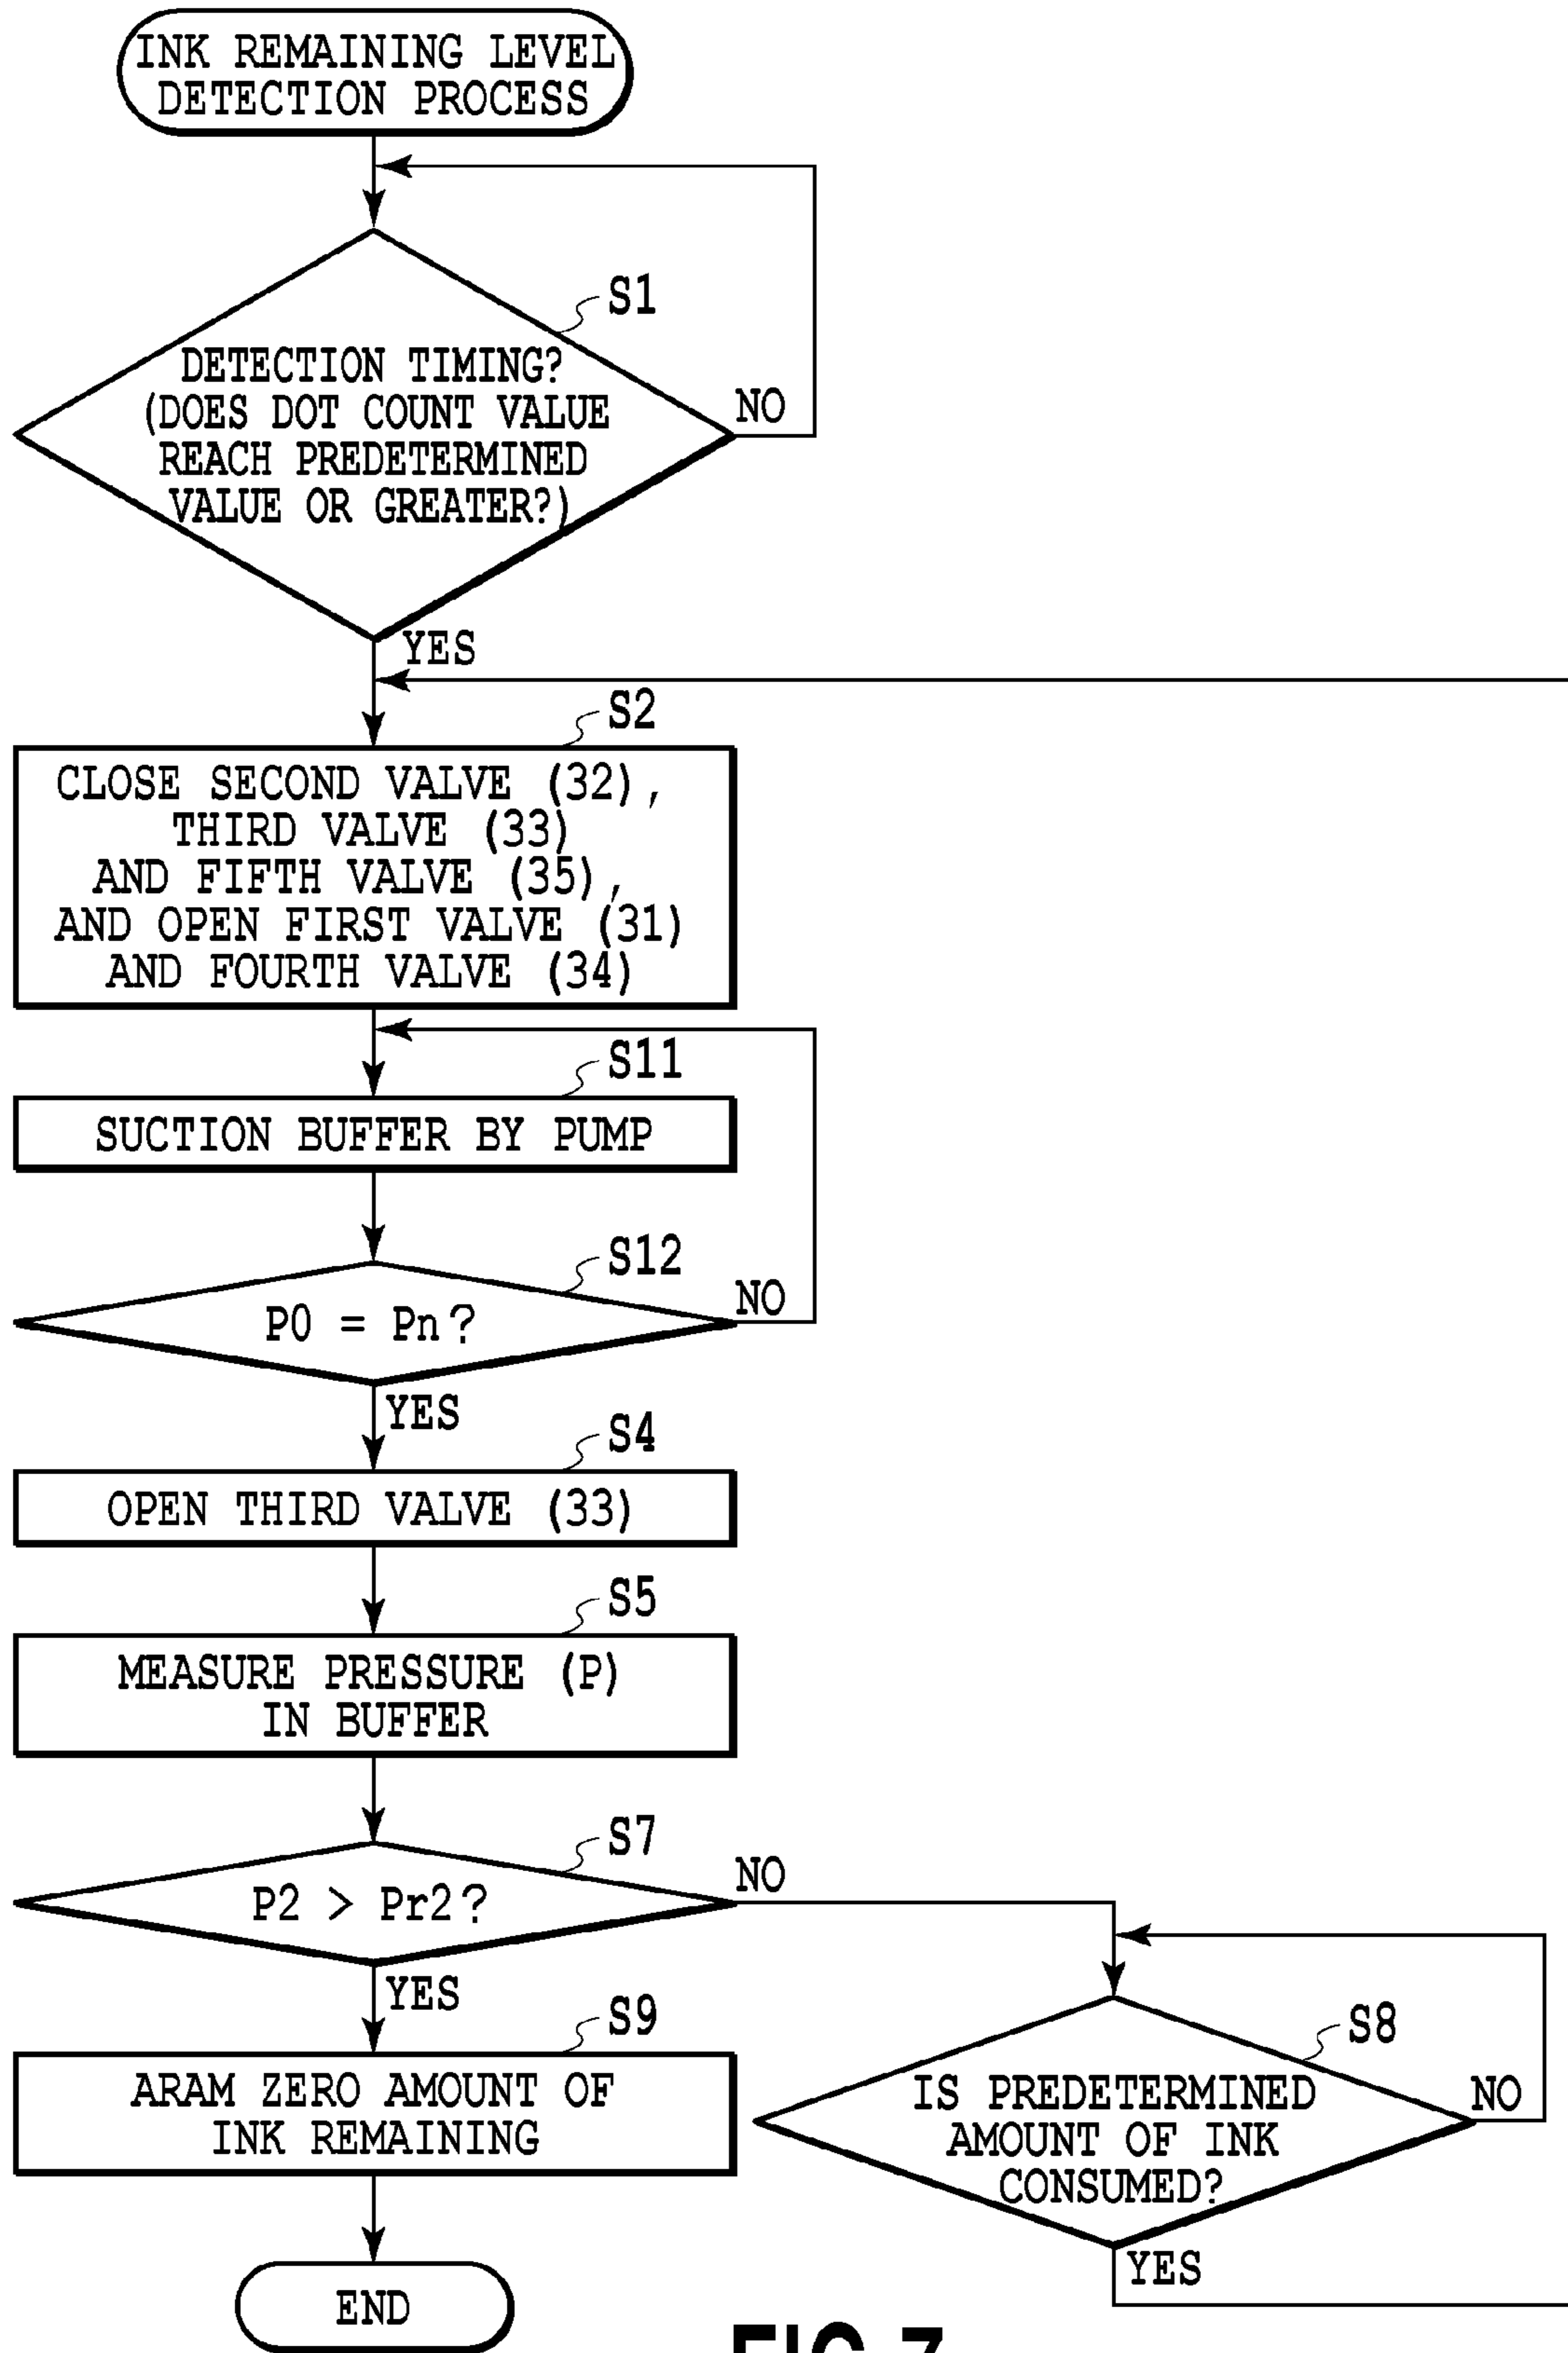 INK REMAINING LEVEL
DETECTION PROCESS
S1
DETECTION TIMING?
(DOES DOT COUNT VALUE
REACH PREDETERMINED
VALUE OR GREATER?)
NO
YES
S2
CLOSE SECOND VALVE (32),
THIRD VALVE (33)
AND FIFTH VALVE (35),
AND OPEN FIRST VALVE (31)
AND FOURTH VALVE (34)
S11
SUCTION BUFFER BY PUMP
S12
P0 = Pn?
NO
YES
S4
OPEN THIRD VALVE (33)
S5
MEASURE PRESSURE (P)
IN BUFFER
S7
P2 > Pr2?
NO
YES
S9
ARAM ZERO AMOUNT OF
INK REMAINING
S8
IS PREDETERMINED
AMOUNT OF INK
CONSUMED?
NO
YES
END